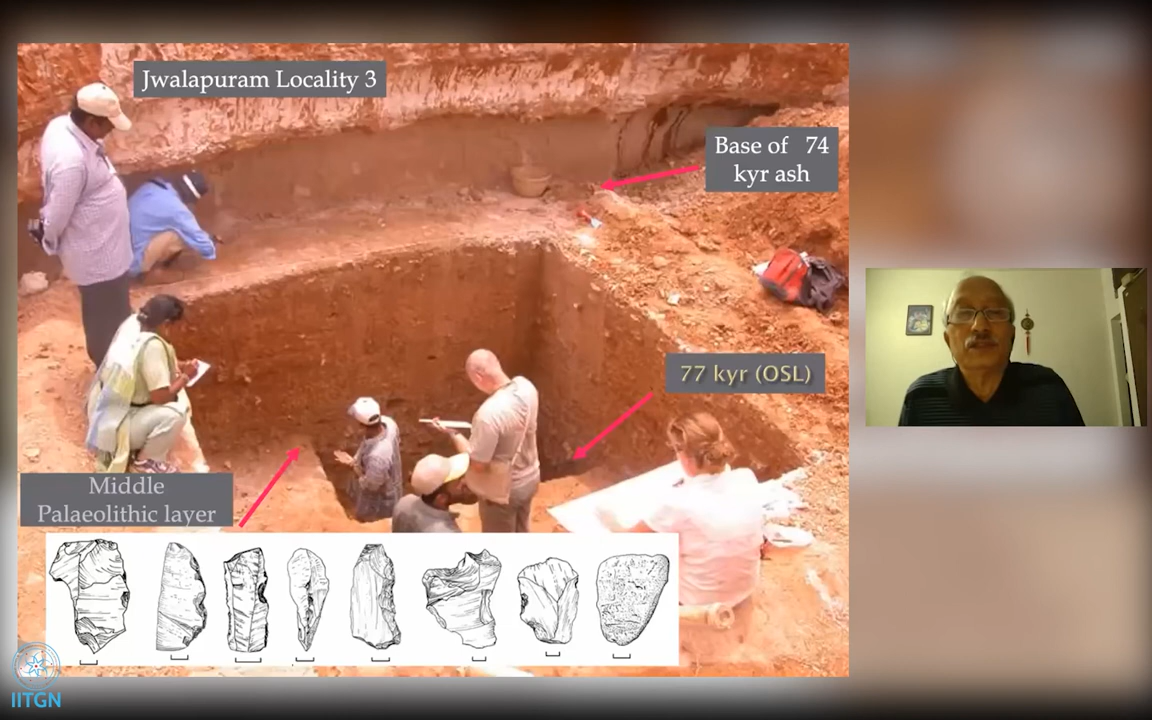 Jwalapuram Locality 3
Base of 74
kyr ash
77 kyr (OSL)
Middle
Palaeolithic layer
IITGN